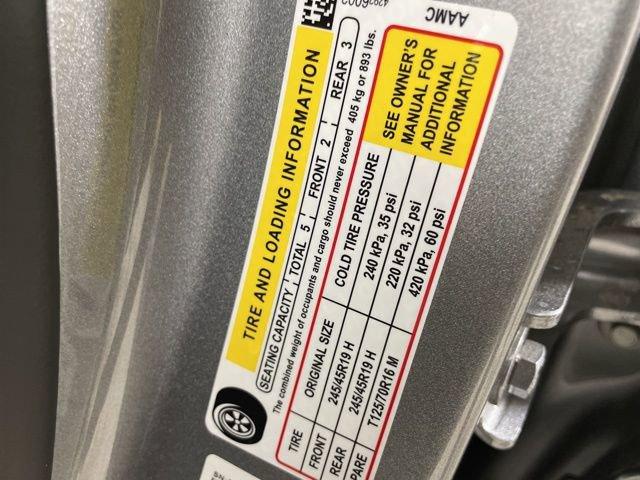 4292600?
AAMC
TIRE AND LOADING INFORMATION
SEATING CAPACITY TOTAL 5 FRONT 2 REAR 3
The combined weight of occupants and cargo should never exceed 405 kg or 893 lbs.
TIRE ORIGINAL SIZE COLD TIRE PRESSURE
FRONT 245/45R19 H 240 kPa, 35 psi
REAR 245/45R19 H 220 kPa, 32 psi
PARE T125/70R16 M 420 kPa, 60 psi
SEE OWNER'S
MANUAL FOR
ADDITIONAL
INFORMATION